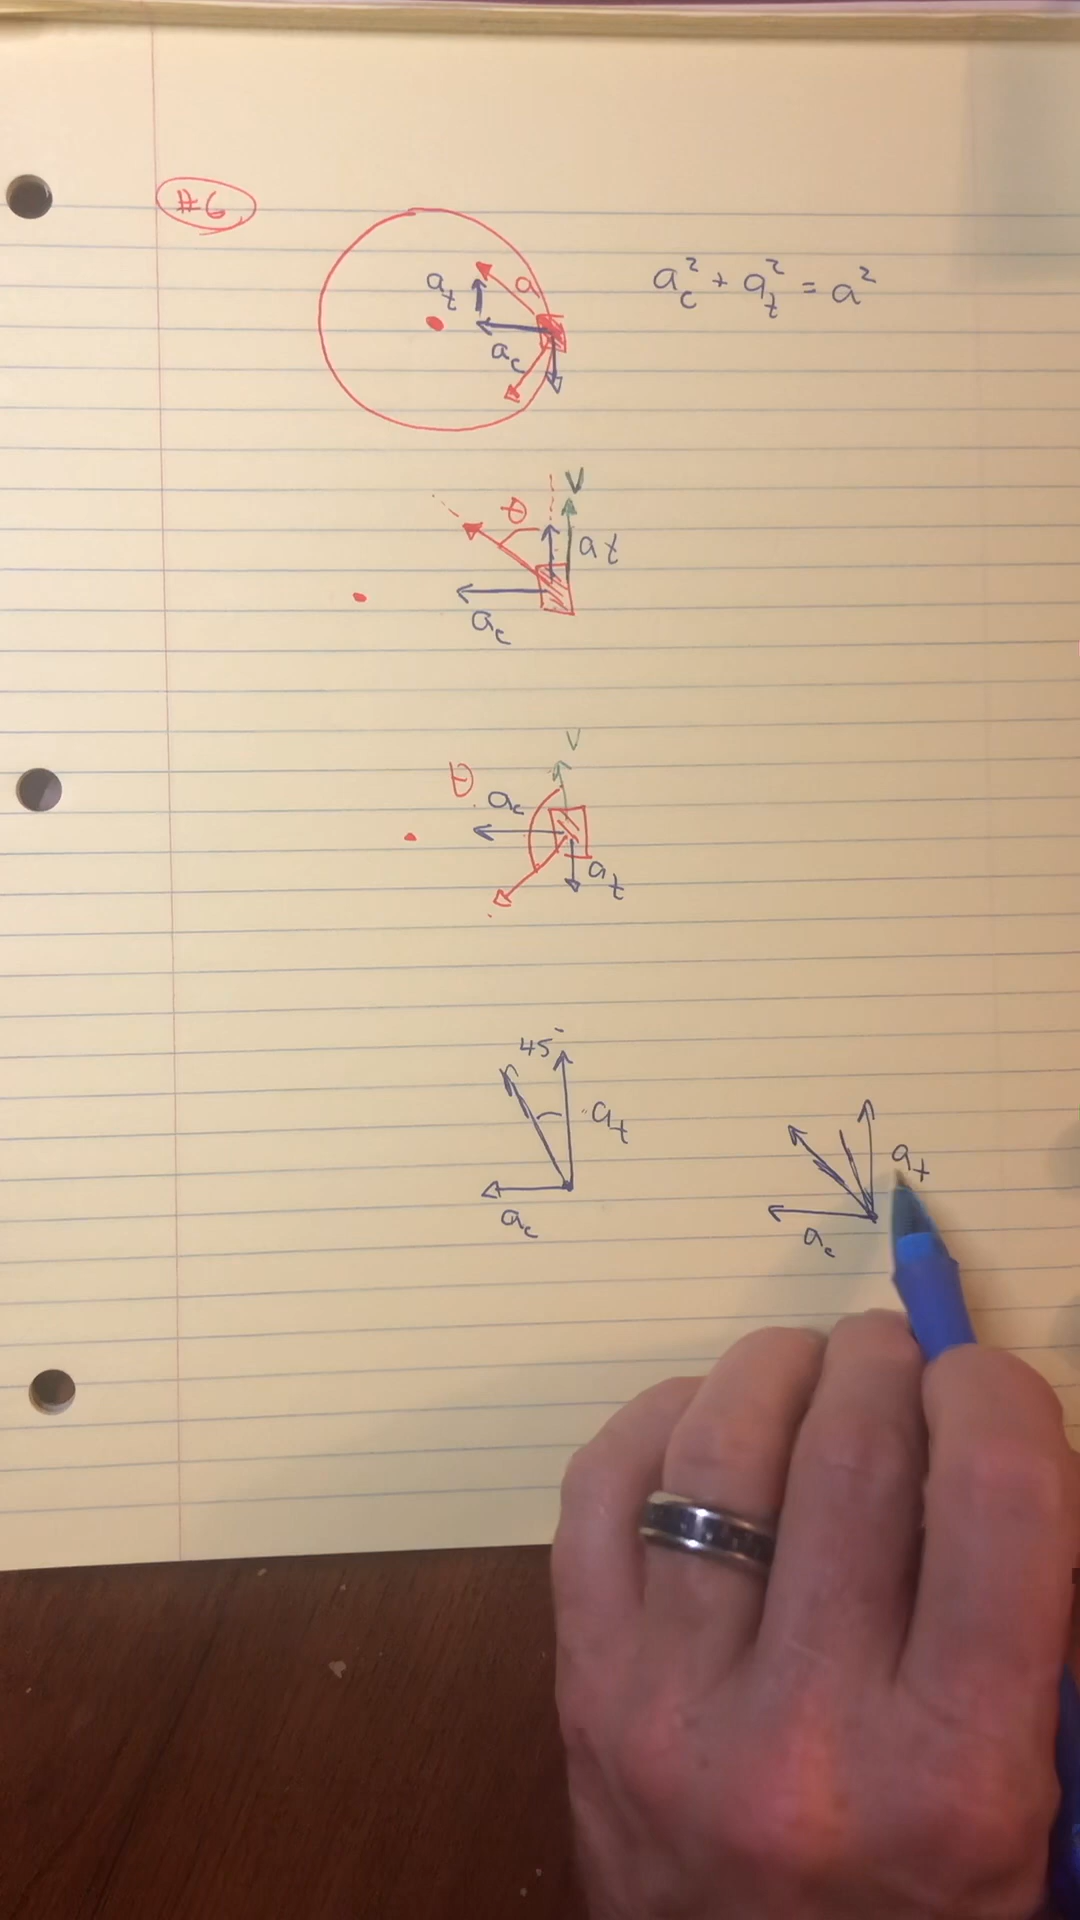 #6
a_c² + a_t² = a²
a_t
a
a_c
v
θ
a_t
a_c
v
θ
a_c
a_t
45°
a_t
a_c
a_t
a_c